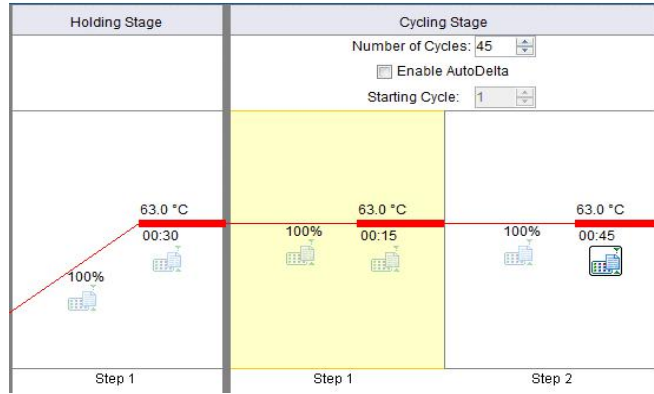 Holding Stage
Cycling Stage
Number of Cycles: 45
Enable AutoDelta
Starting Cycle: 1
63.0 °C
00:30
100%
63.0 °C
100%
00:15
63.0 °C
100%
00:45
Step 1
Step 1
Step 2